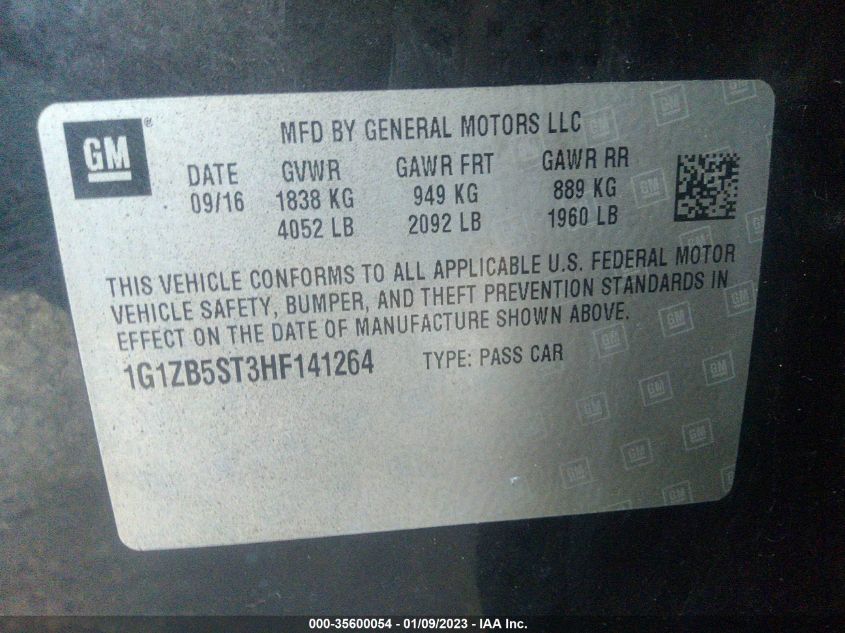 GM®
MFD BY GENERAL MOTORS LLC
DATE GVWR GAWR FRT GAWR RR
09/16 1838 KG 949 KG 889 KG
4052 LB 2092 LB 1960 LB
THIS VEHICLE CONFORMS TO ALL APPLICABLE U.S. FEDERAL MOTOR
VEHICLE SAFETY, BUMPER, AND THEFT PREVENTION STANDARDS IN
EFFECT ON THE DATE OF MANUFACTURE SHOWN ABOVE.
1G1ZB5ST3HF141264 TYPE: PASS CAR
000-35600054 - 01/09/2023 - IAA Inc.